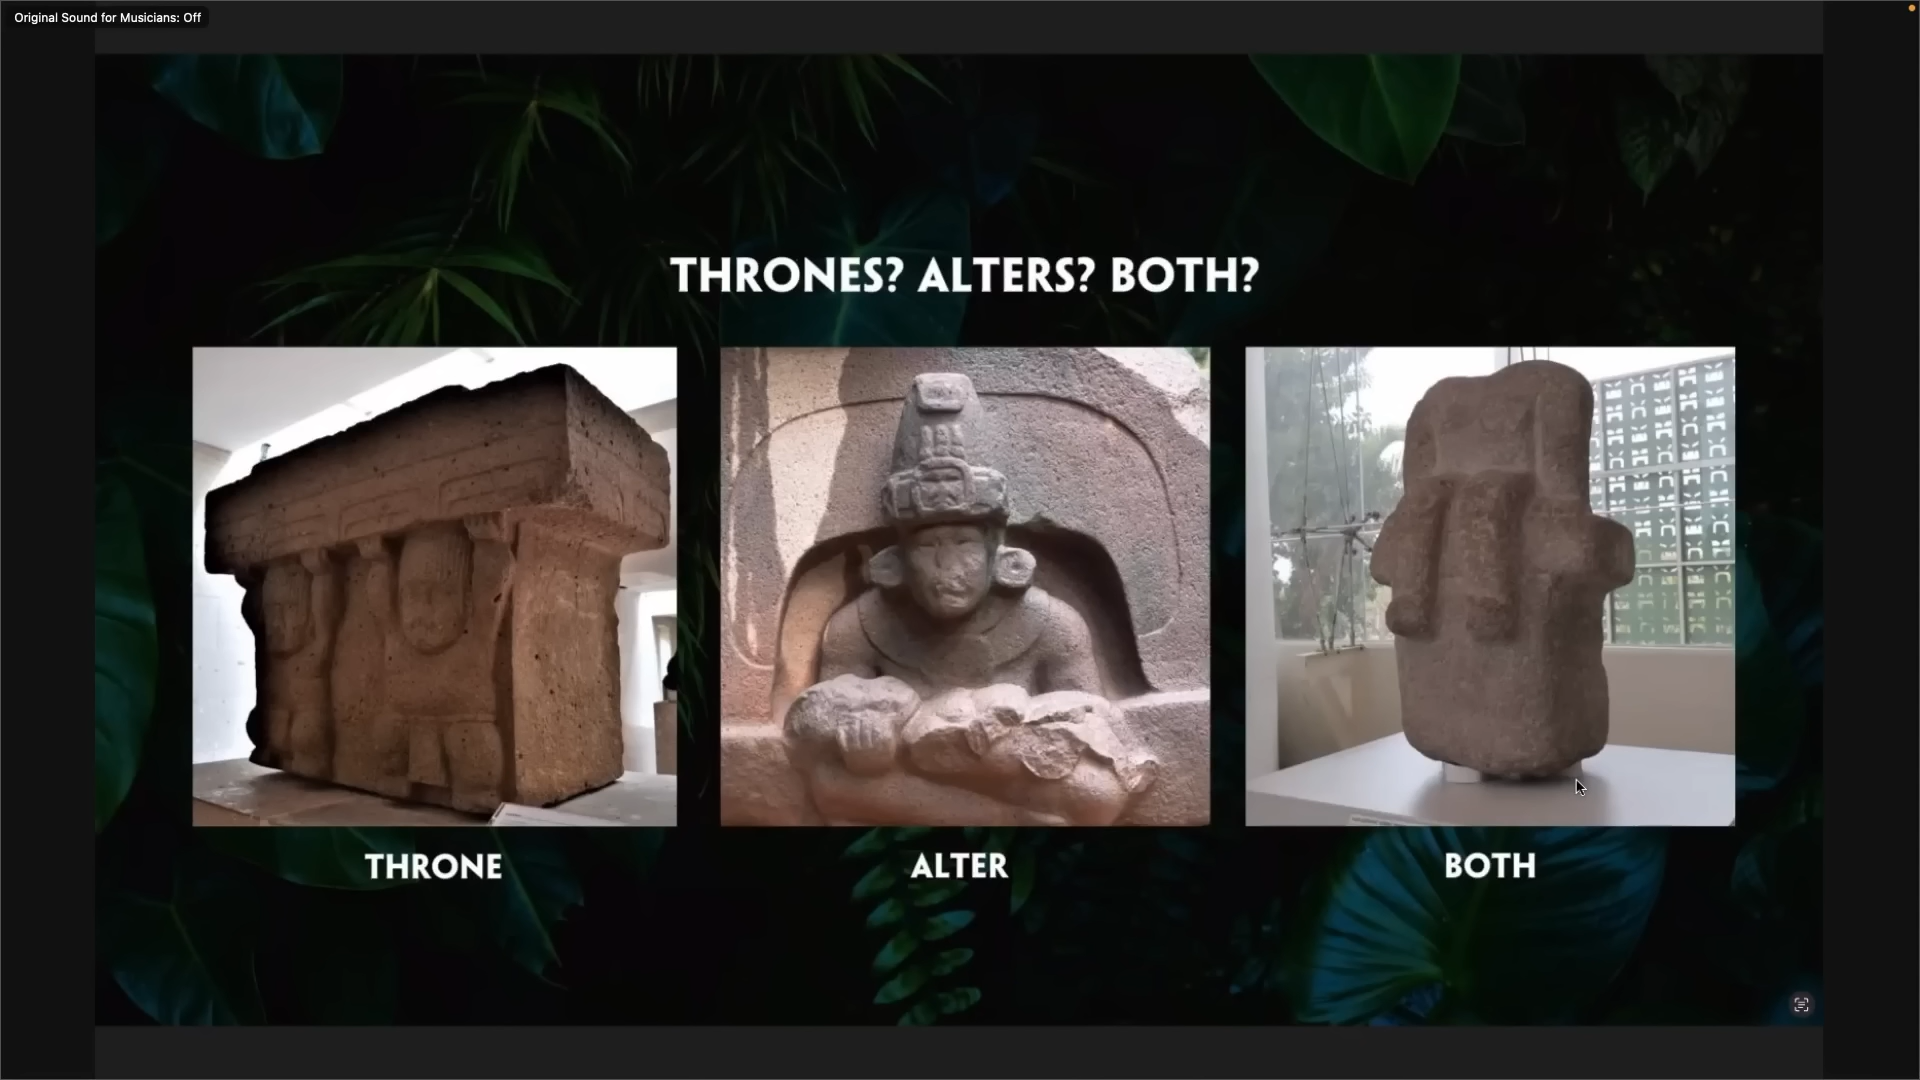 Original Sound for Musicians: Off
THRONES? ALTERS? BOTH?
THRONE
ALTER
BOTH